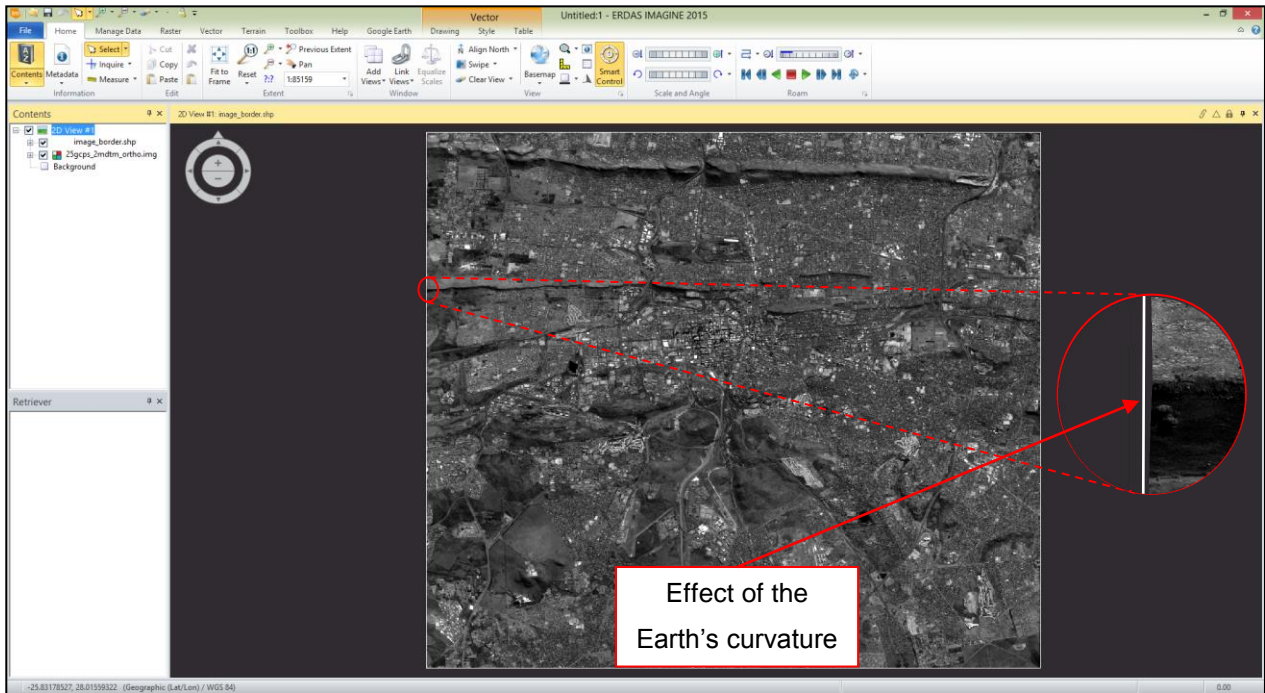 Vector
Untitled:1 - ERDAS IMAGINE 2015
File Home Manage Data Raster Vector Terrain Toolbox Help Google Earth Drawing Style Table
Contents
Metadata
Select
Inquire
Measure
Information
Cut
Copy
Paste
Edit
Fit to
Frame
1:1
Reset
Previous Extent
Pan
1:85159
Extent
Add
Views
Link
Views
Equalize
Scales
Window
Align North
Swipe
Clear View
Basemap
Smart
Control
View
Scale and Angle
Roam
Contents
2D View #1: image_border.shp
2D View #1
image_border.shp
25gcps_2mdtm_ortho.img
Background
Retriever
Effect of the
Earth’s curvature
-25.83178527, 28.01559322 (Geographic (Lat/Lon) / WGS 84)
0.00